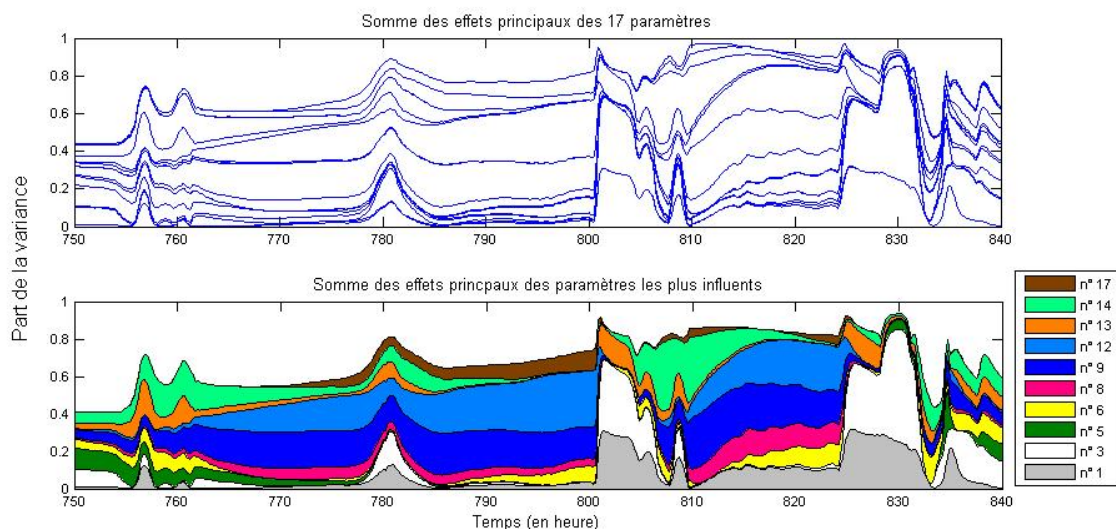 Somme des effets principaux des 17 paramètres
1
0.8
0.6
0.4
0.2
0
750 760 770 780 790 800 810 820 830 840
Part de la variance
Somme des effets princpaux des paramètres les plus influents
1
0.8
0.6
0.4
0.2
0
750 760 770 780 790 800 810 820 830 840
Temps (en heure)
n° 17
n° 14
n° 13
n° 12
n° 9
n° 8
n° 6
n° 5
n° 3
n° 1